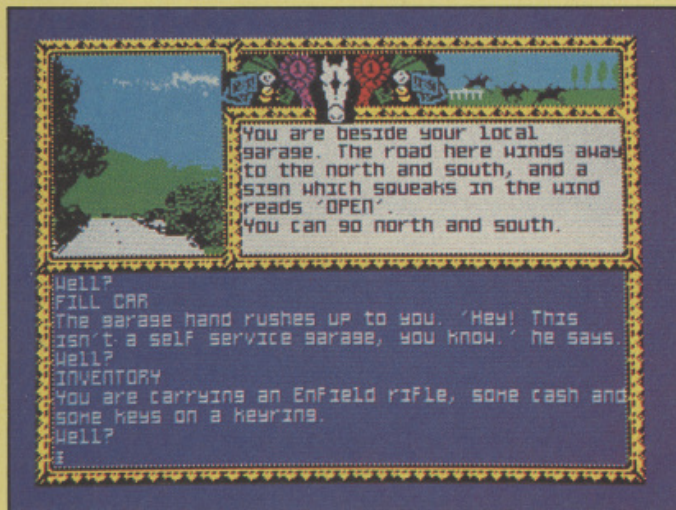 You are beside your local
garage. The road here winds away
to the north and south, and a
sign which squeaks in the wind
reads 'OPEN'.
You can go north and south.
Well?
FILL CAR
The garage hand rushes up to you. 'Hey! This
isn't a self service garage, you know.' he says.
Well?
INVENTORY
You are carrying an Enfield rifle, some cash and
some keys on a keyring.
Well?